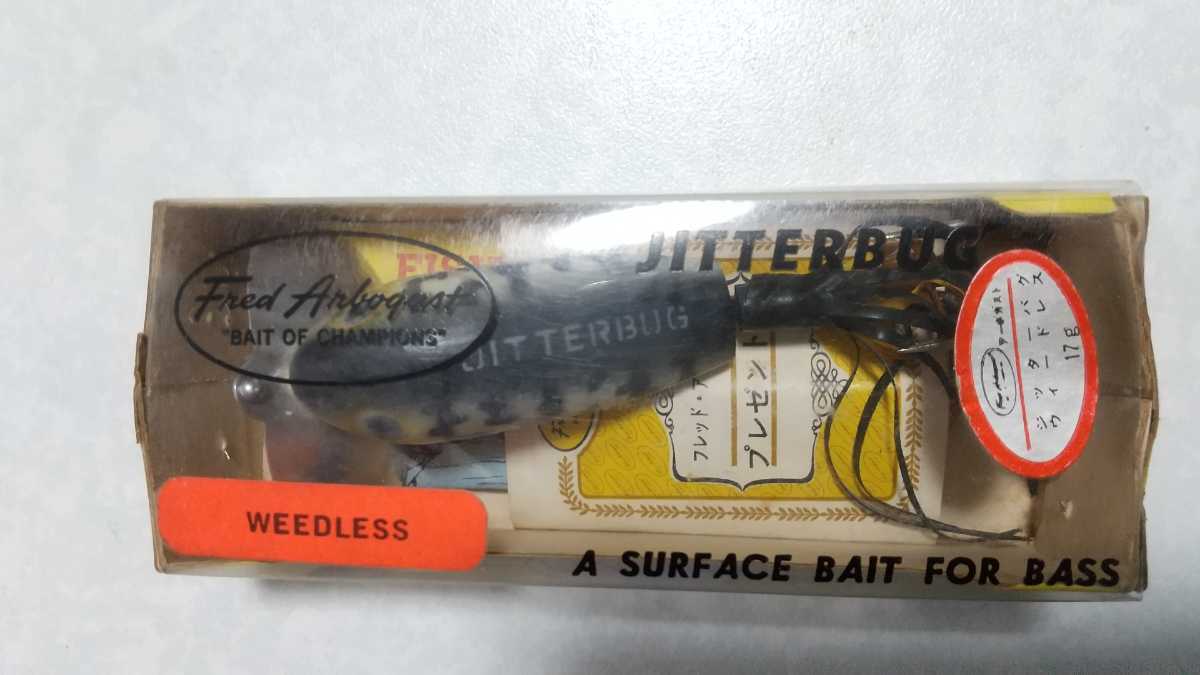 JITTERBUG
Fred Arbogast
"BAIT OF CHAMPIONS"
JITTERBUG
フレッド・ア
プレゼント
ジッターバグ
ウィードレス
17g
WEEDLESS
A SURFACE BAIT FOR BASS